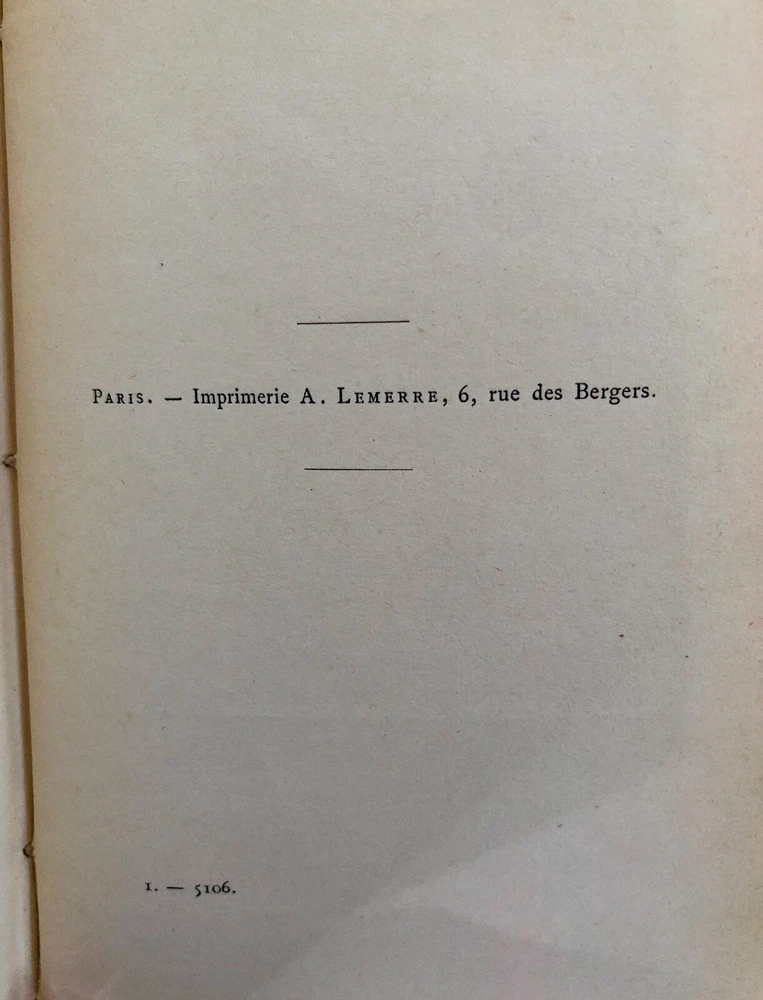 PARIS. — Imprimerie A. LEMERRE, 6, rue des Bergers.
1. — 5106.